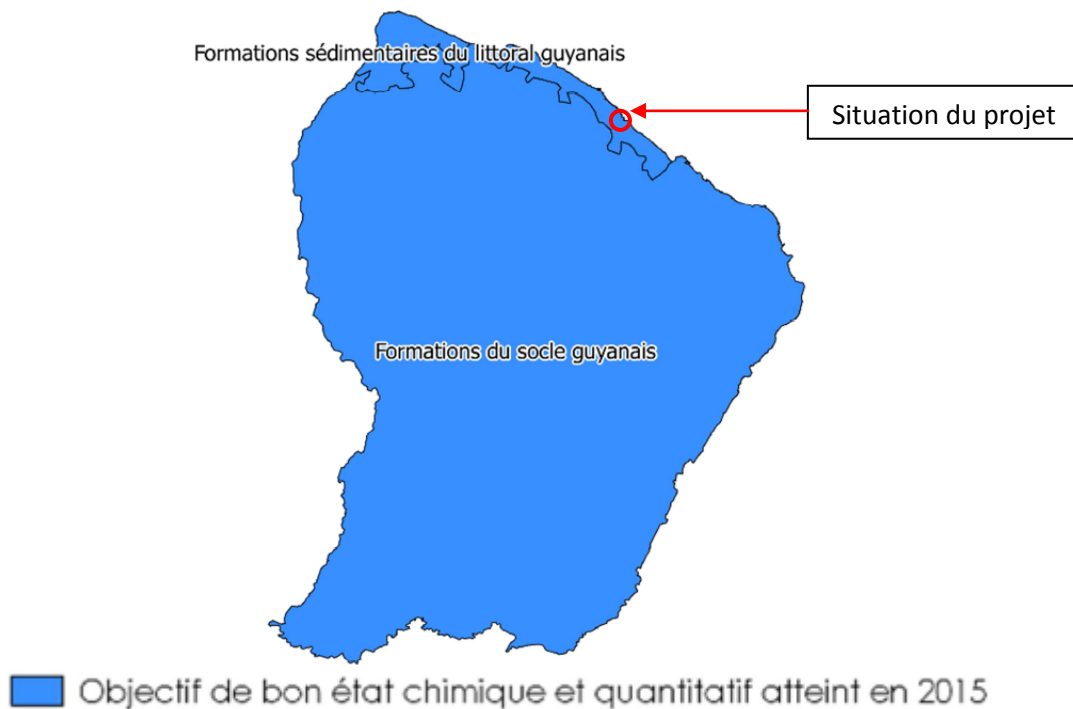 Formations sédimentaires du littoral guyanais
Situation du projet
Formations du socle guyanais
Objectif de bon état chimique et quantitatif atteint en 2015